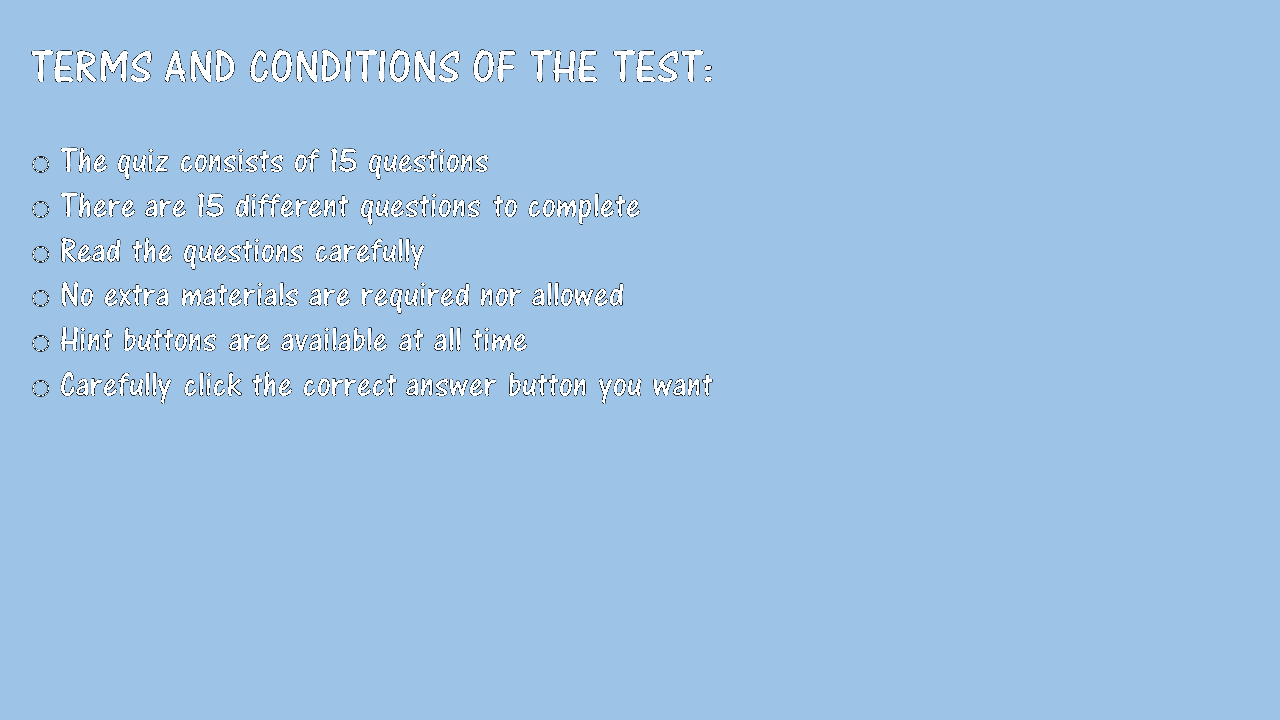 TERMS AND CONDITIONS OF THE TEST:
○ The quiz consists of 15 questions
○ There are 15 different questions to complete
○ Read the questions carefully
○ No extra materials are required nor allowed
○ Hint buttons are available at all time
○ Carefully click the correct answer button you want